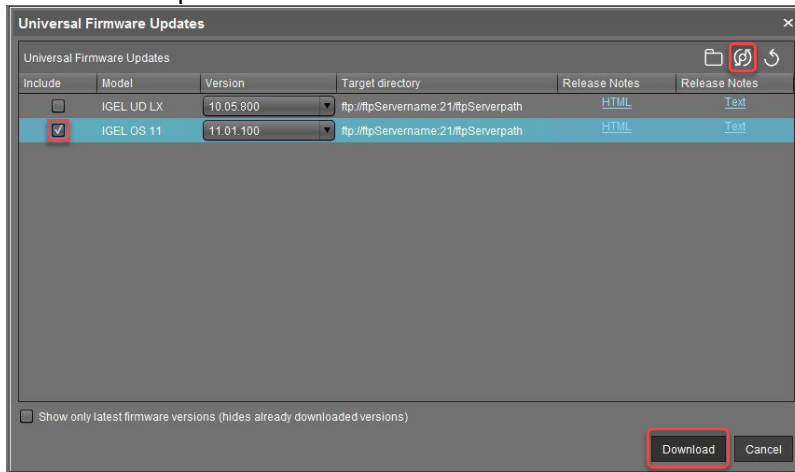 Universal Firmware Updates
Universal Firmware Updates
Include Model Version Target directory Release Notes Release Notes
IGEL UD LX 10.05.800 ftp://ftpServername:21/ftpServerpath HTML Text
IGEL OS 11 11.01.100 ftp://ftpServername:21/ftpServerpath HTML Text
Show only latest firmware versions (hides already downloaded versions)
Download Cancel